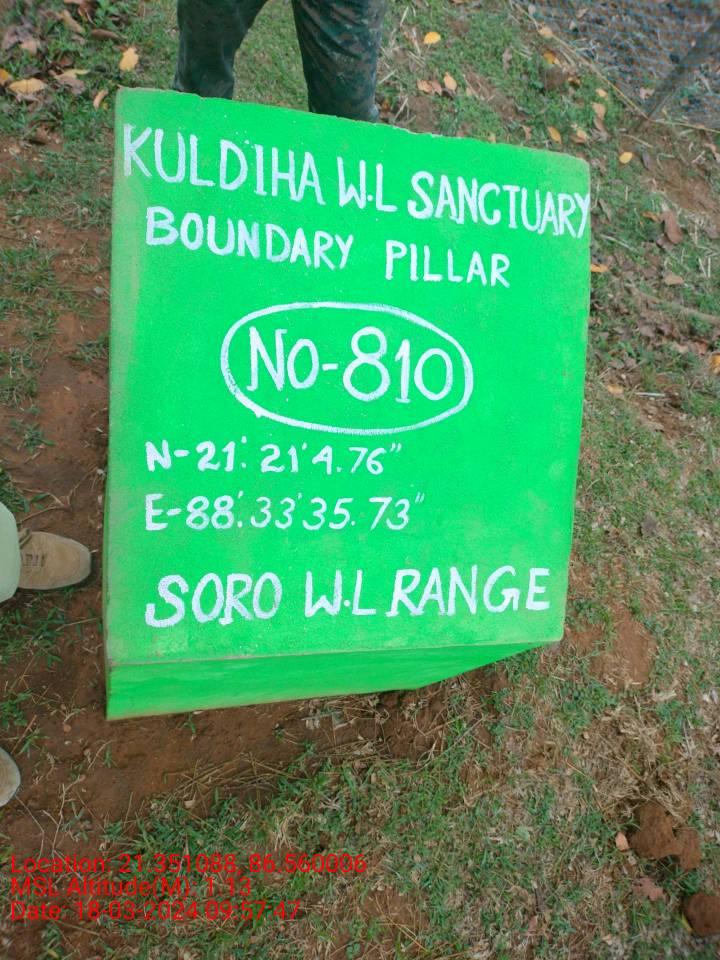 KULDIHA W.L SANCTUARY
BOUNDARY PILLAR
No-810
N-21° 21'4.76"
E-88° 33'35.73"
SORO W.L RANGE
Location: 21.351088, 86.560006
MSL Altitude(M): 1.13
Date: 18-03-2024 09:57:47